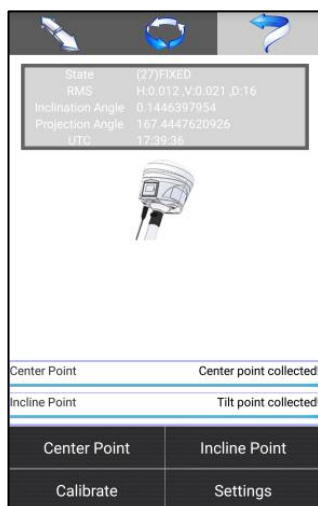 State (27)FIXED
RMS H:0.012 ,V:0.021 ,D:16
Inclination Angle 0.1446397954
Projection Angle 167.4447620926
UTC 17:39:36
Center Point Center point collected!
Incline Point Tilt point collected!
Center Point Incline Point
Calibrate Settings